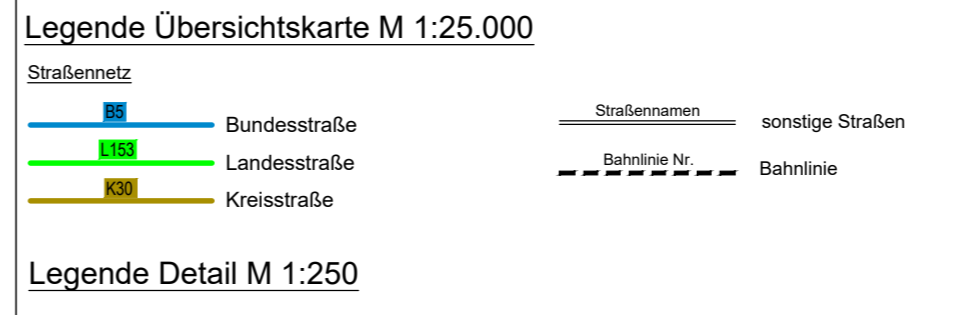 Legende Übersichtskarte M 1:25.000
Straßennetz
B5
Bundesstraße
L153
Landesstraße
K30
Kreisstraße
Straßennamen
sonstige Straßen
Bahnlinie Nr.
Bahnlinie
Legende Detail M 1:250